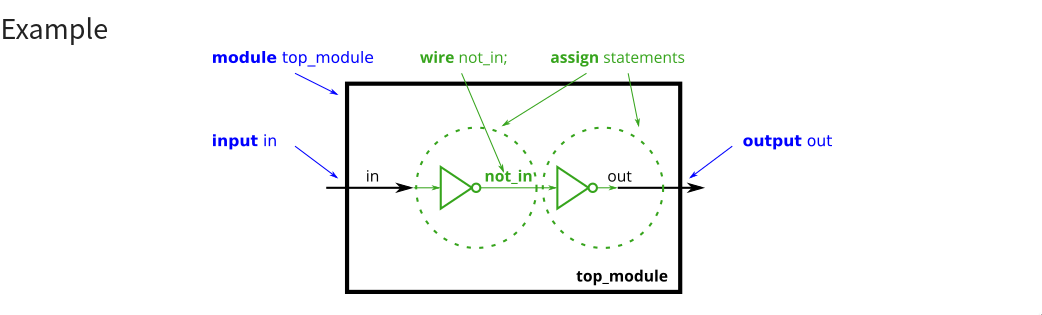 Example
module top_module
wire not_in;
assign statements
input in
output out
in
not_in
out
top_module